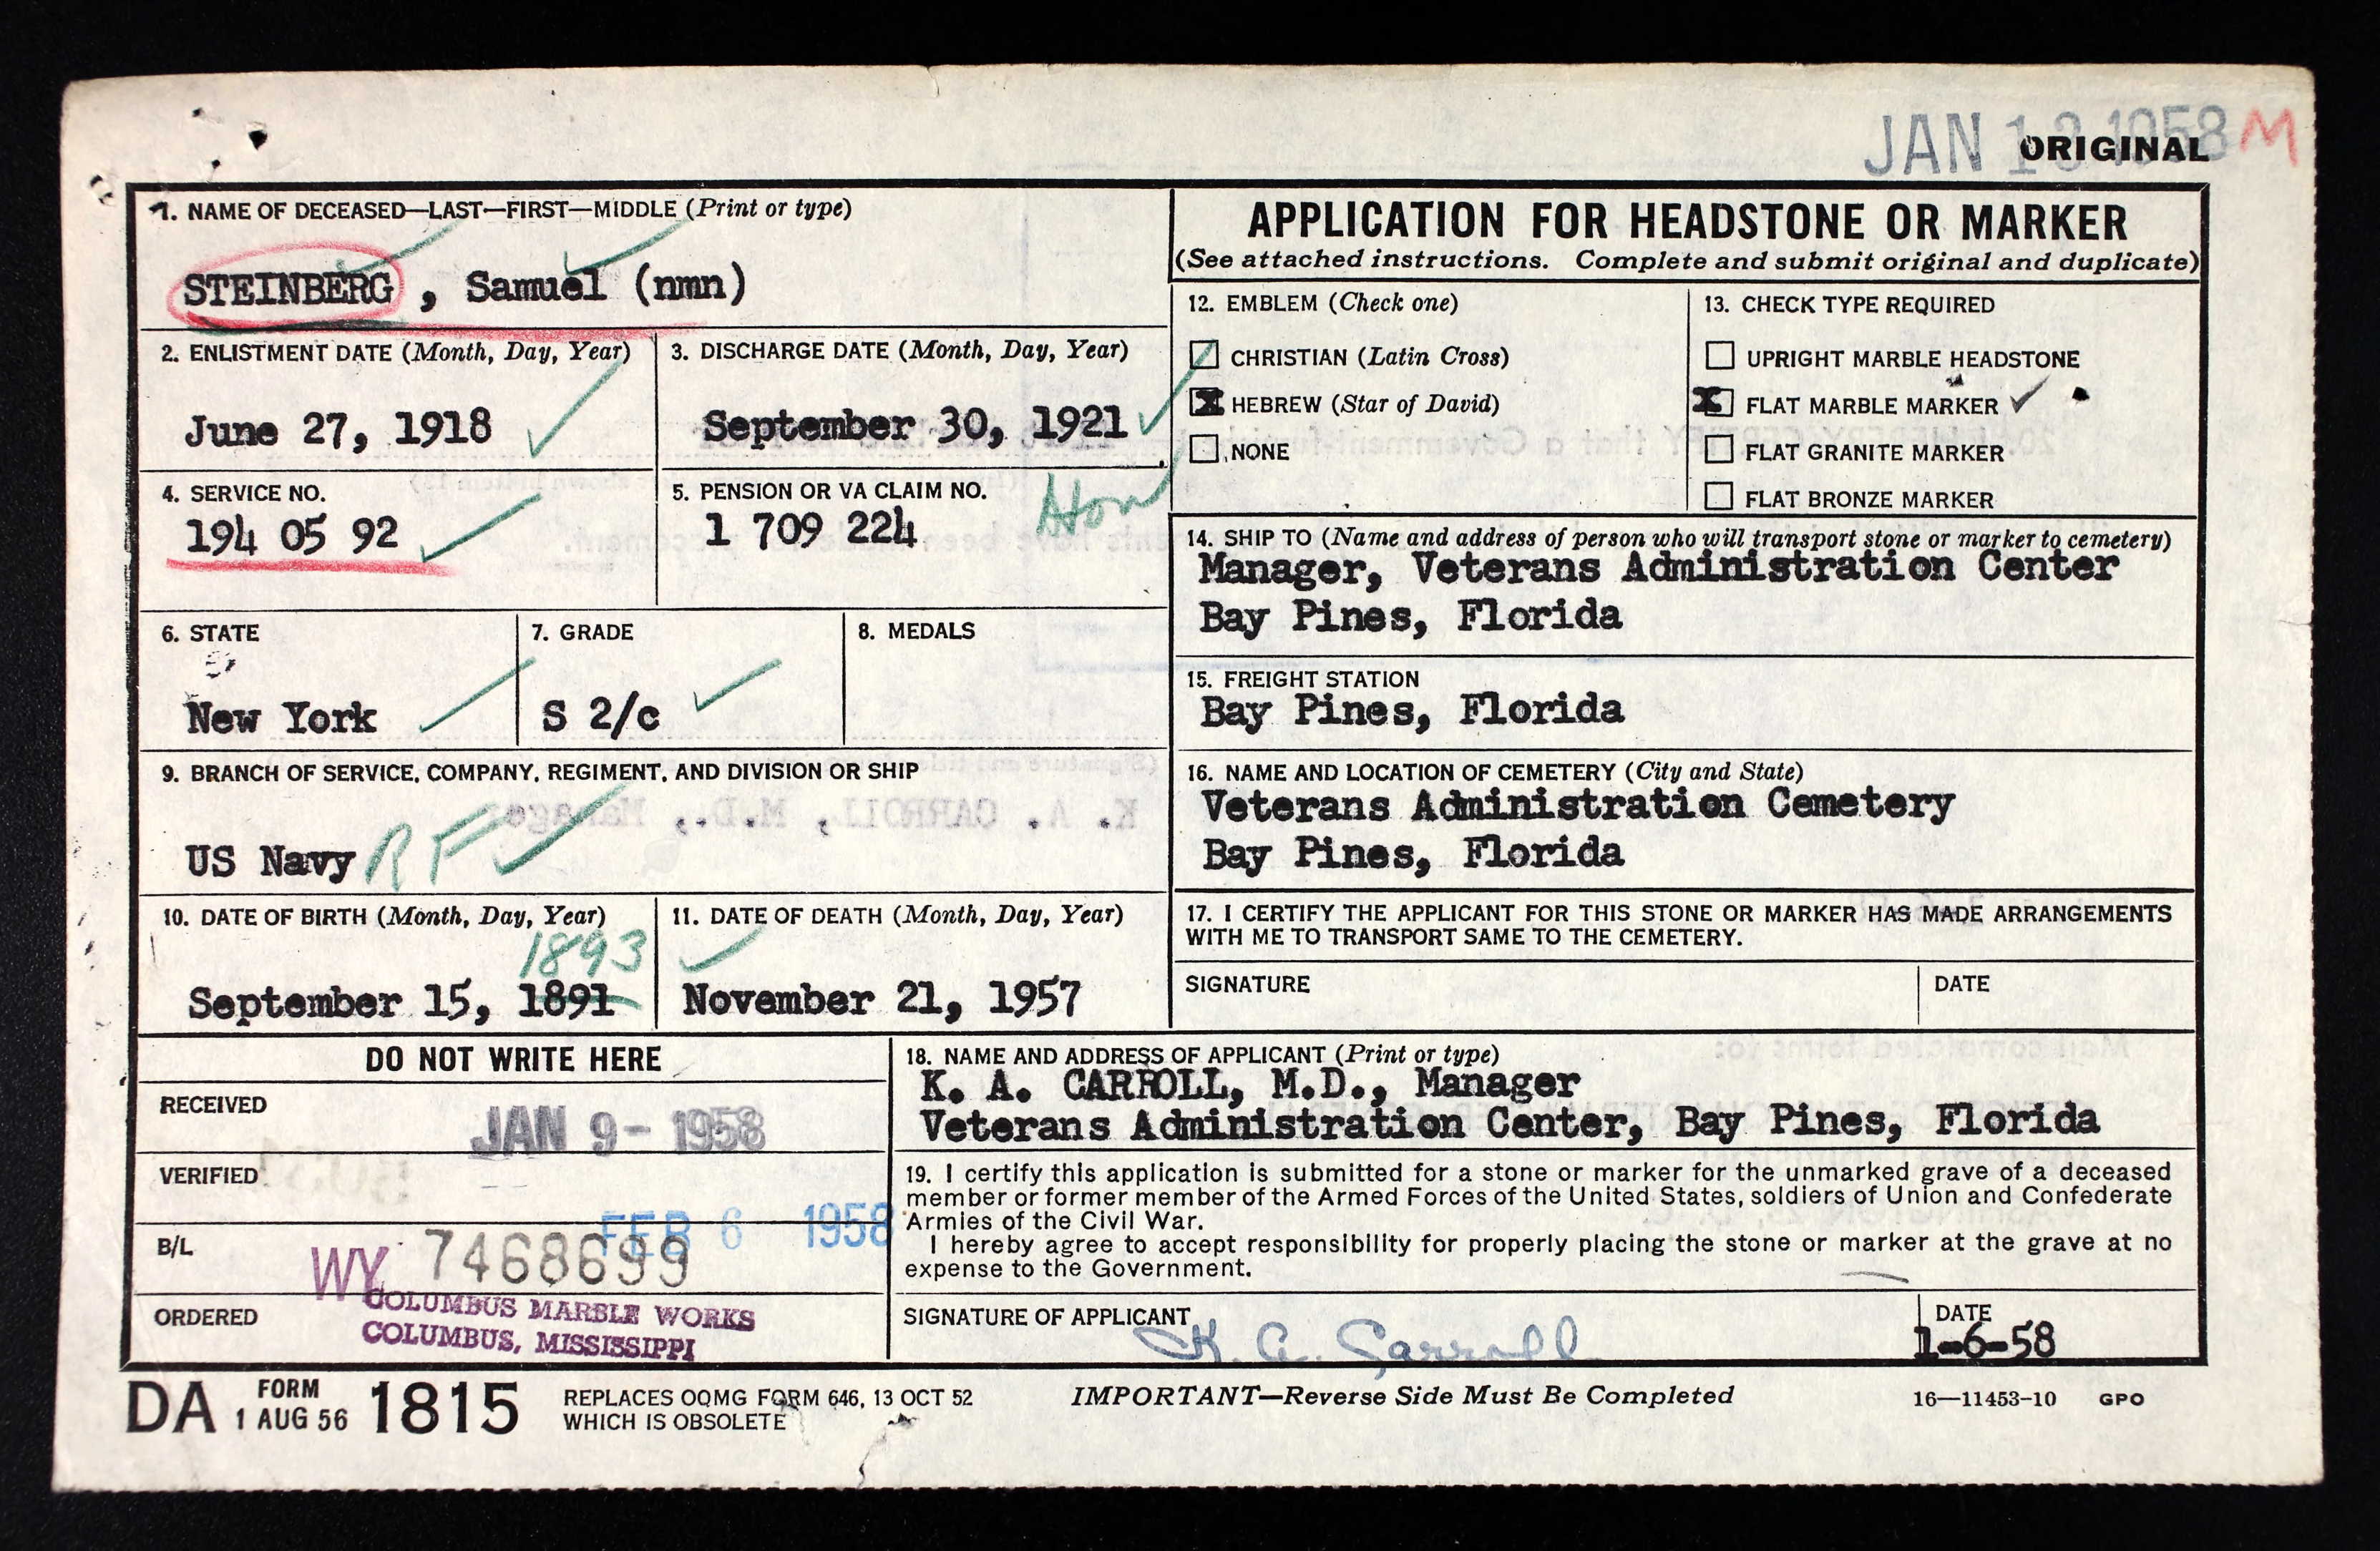 JAN 13 1958 M
ORIGINAL
1. NAME OF DECEASED—LAST—FIRST—MIDDLE (Print or type)
STEINBERG , Samuel (nmn)
2. ENLISTMENT DATE (Month, Day, Year)
June 27, 1918
3. DISCHARGE DATE (Month, Day, Year)
September 30, 1921
4. SERVICE NO.
194 05 92
5. PENSION OR VA CLAIM NO.
1 709 224
Hon
6. STATE
New York
7. GRADE
S 2/c
8. MEDALS
9. BRANCH OF SERVICE, COMPANY, REGIMENT, AND DIVISION OR SHIP
US Navy R F
10. DATE OF BIRTH (Month, Day, Year)
1893
September 15, 1891
11. DATE OF DEATH (Month, Day, Year)
November 21, 1957
APPLICATION FOR HEADSTONE OR MARKER
(See attached instructions. Complete and submit original and duplicate)
12. EMBLEM (Check one)
CHRISTIAN (Latin Cross)
X HEBREW (Star of David)
NONE
13. CHECK TYPE REQUIRED
UPRIGHT MARBLE HEADSTONE
X FLAT MARBLE MARKER
FLAT GRANITE MARKER
FLAT BRONZE MARKER
14. SHIP TO (Name and address of person who will transport stone or marker to cemetery)
Manager, Veterans Administration Center
Bay Pines, Florida
15. FREIGHT STATION
Bay Pines, Florida
16. NAME AND LOCATION OF CEMETERY (City and State)
Veterans Administration Cemetery
Bay Pines, Florida
17. I CERTIFY THE APPLICANT FOR THIS STONE OR MARKER HAS MADE ARRANGEMENTS
WITH ME TO TRANSPORT SAME TO THE CEMETERY.
SIGNATURE
DATE
DO NOT WRITE HERE
RECEIVED
JAN 9- 1958
VERIFIED
FEB 6 1958
B/L
WY 7468699
ORDERED
COLUMBUS MARBLE WORKS
COLUMBUS, MISSISSIPPI
18. NAME AND ADDRESS OF APPLICANT (Print or type)
K. A. CARROLL, M.D., Manager
Veterans Administration Center, Bay Pines, Florida
19. I certify this application is submitted for a stone or marker for the unmarked grave of a deceased
member or former member of the Armed Forces of the United States, soldiers of Union and Confederate
Armies of the Civil War.
I hereby agree to accept responsibility for properly placing the stone or marker at the grave at no
expense to the Government.
SIGNATURE OF APPLICANT
K. A. Carroll
DATE
1-6-58
DA FORM 1 AUG 56 1815
REPLACES OQMG FORM 646, 13 OCT 52
WHICH IS OBSOLETE
IMPORTANT—Reverse Side Must Be Completed
16—11453-10 GPO